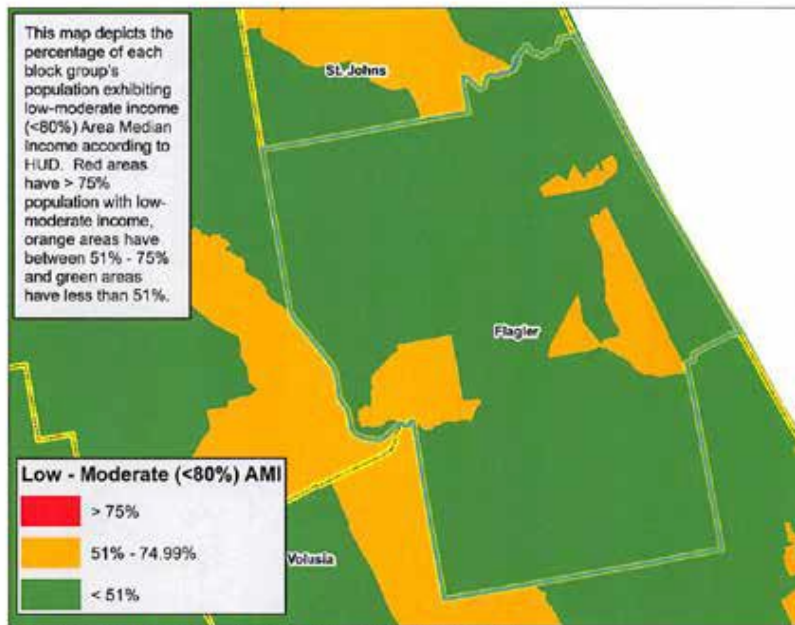 This map depicts the
percentage of each
block group's
population exhibiting
low-moderate income
(<80%) Area Median
Income according to
HUD. Red areas
have > 75%
population with low-
moderate income,
orange areas have
between 51% - 75%
and green areas
have less than 51%.
St. Johns
Flagler
Low - Moderate (<80%) AMI
> 75%
51% - 74.99%
< 51%
Volusia